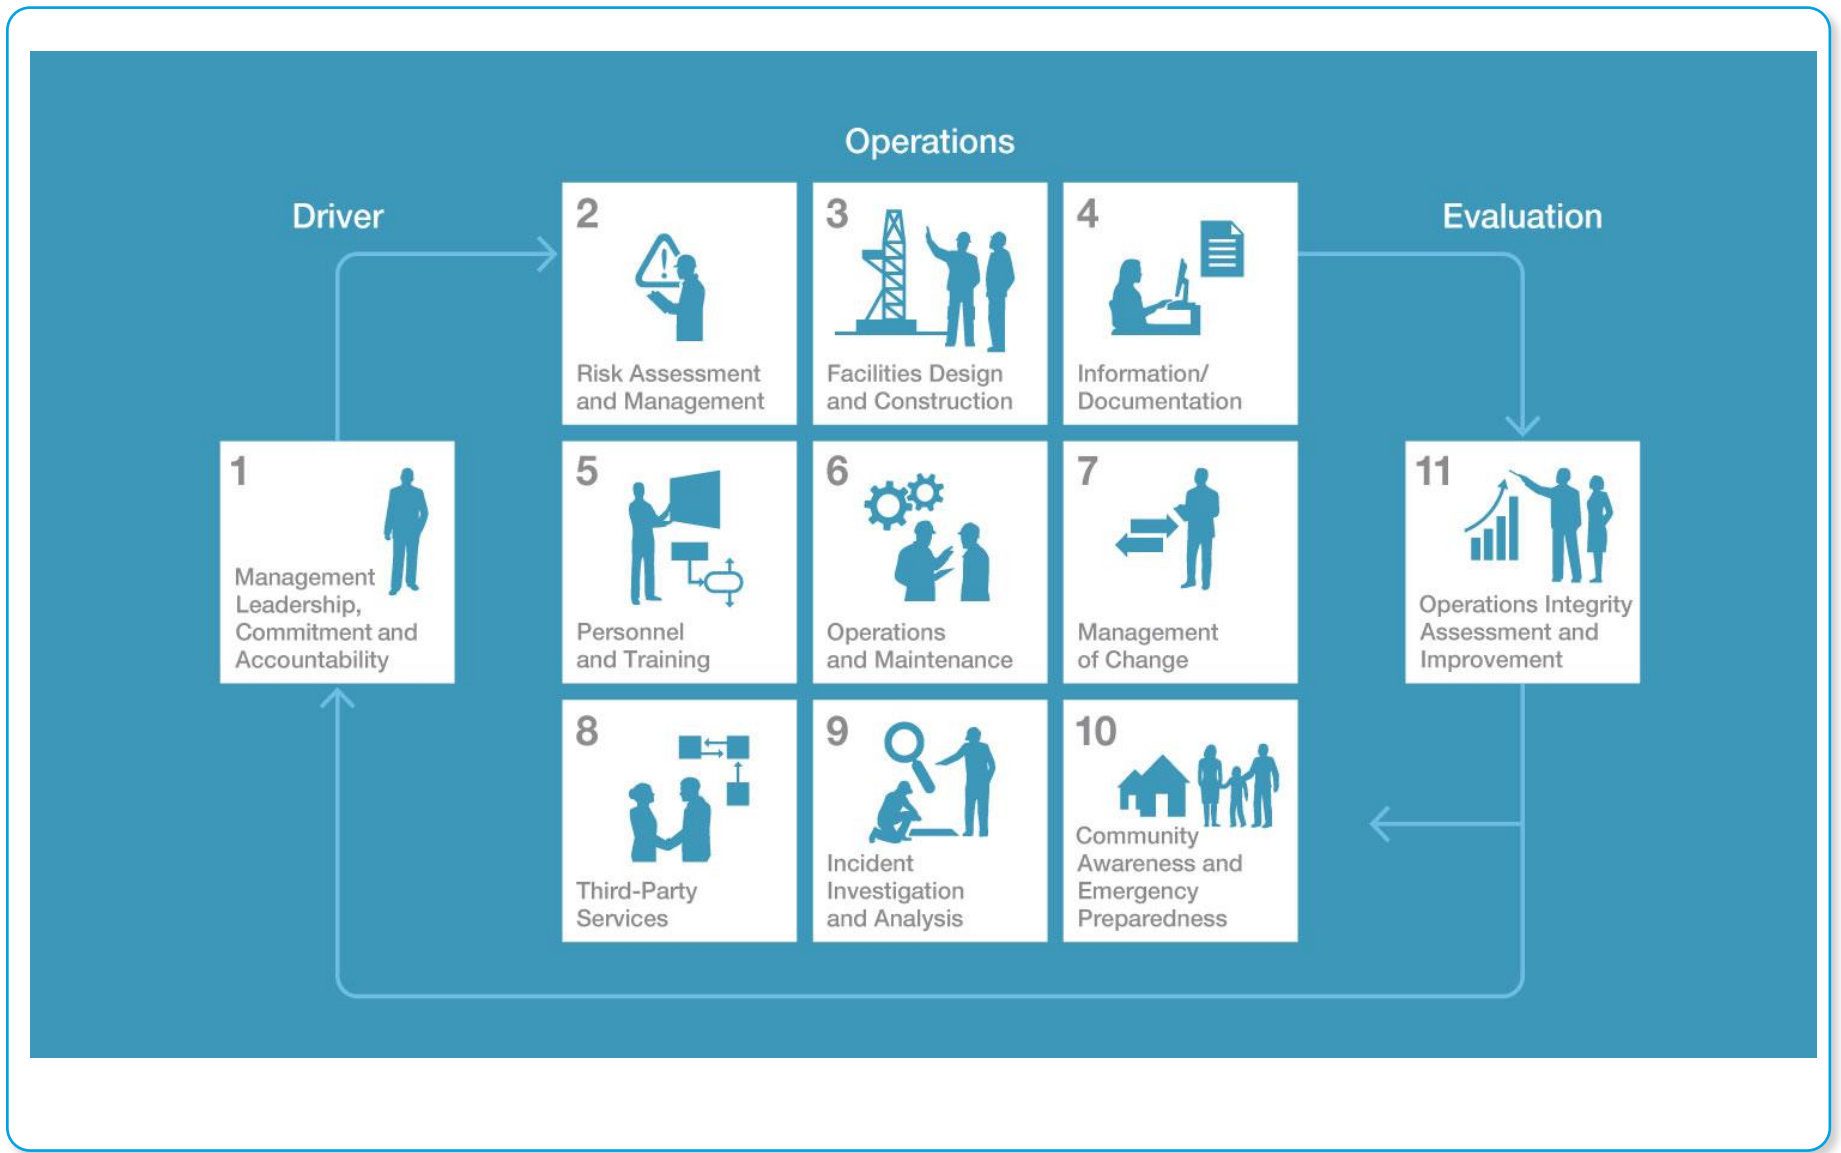 Operations
Driver
Evaluation
2
Risk Assessment
and Management
3
Facilities Design
and Construction
4
Information/
Documentation
1
Management
Leadership,
Commitment and
Accountability
5
Personnel
and Training
6
Operations
and Maintenance
7
Management
of Change
11
Operations Integrity
Assessment and
Improvement
8
Third-Party
Services
9
Incident
Investigation
and Analysis
10
Community
Awareness and
Emergency
Preparedness